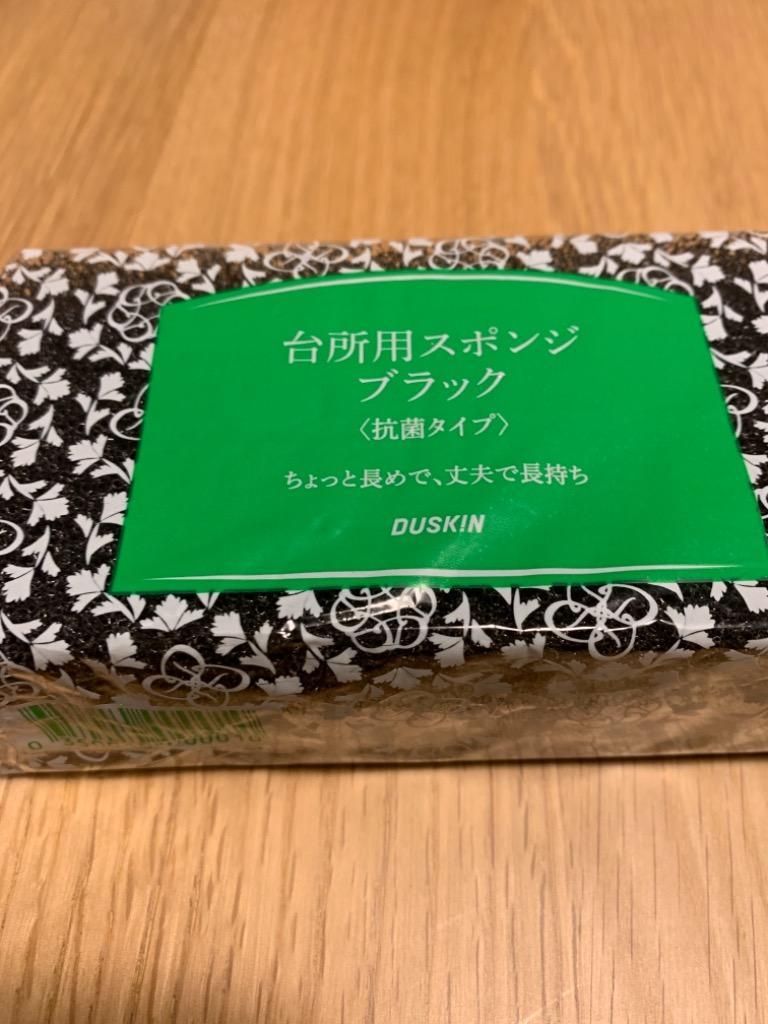 台所用スポンジ
ブラック
〈抗菌タイプ〉
ちょっと長めで、丈夫で長持ち
DUSKIN